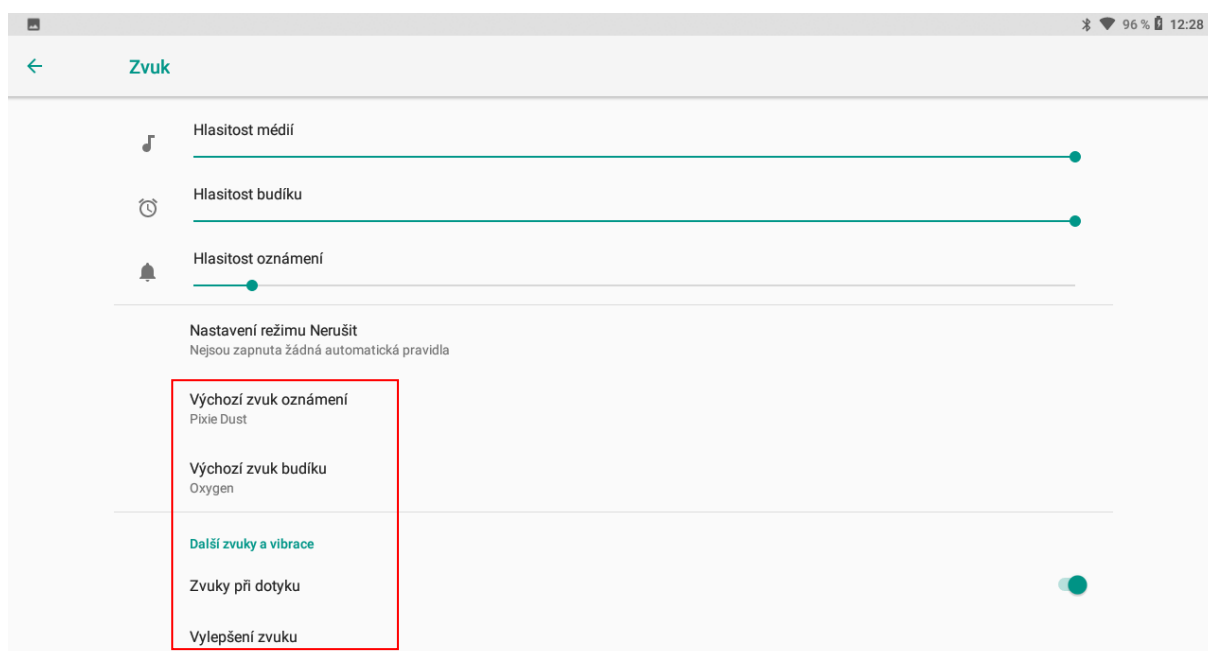 96 % 12:28
Zvuk
Hlasitost médií
Hlasitost budíku
Hlasitost oznámení
Nastavení režimu Nerušit
Nejsou zapnuta žádná automatická pravidla
Výchozí zvuk oznámení
Pixie Dust
Výchozí zvuk budíku
Oxygen
Další zvuky a vibrace
Zvuky při dotyku
Vylepšení zvuku